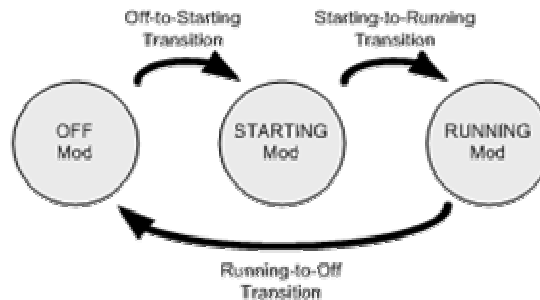 Off-to-Starting
Transition
Starting-to-Running
Transition
OFF
Mod
STARTING
Mod
RUNNING
Mod
Running-to-Off
Transition